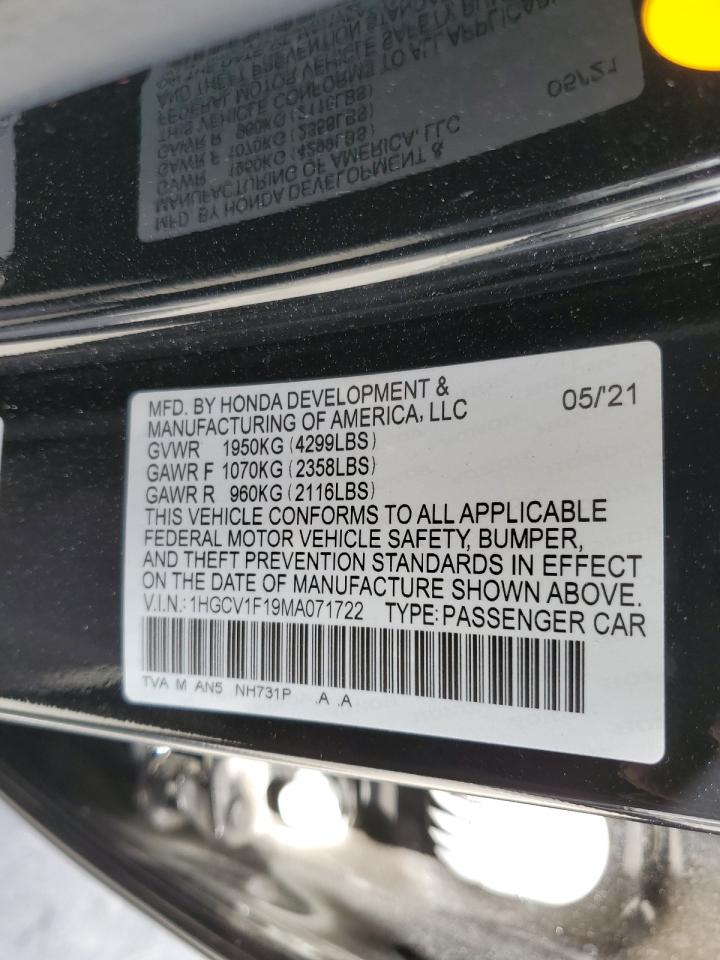 MFD. BY HONDA DEVELOPMENT &
MANUFACTURING OF AMERICA, LLC 05/'21
GVWR 1950KG (4299LBS)
GAWR F 1070KG (2358LBS)
GAWR R 960KG (2116LBS)
THIS VEHICLE CONFORMS TO ALL APPLICABLE
FEDERAL MOTOR VEHICLE SAFETY, BUMPER,
AND THEFT PREVENTION STANDARDS IN EFFECT
ON THE DATE OF MANUFACTURE SHOWN ABOVE.
V.I.N.: 1HGCV1F19MA071722 TYPE: PASSENGER CAR
TVA M AN5 NH731P .A .A